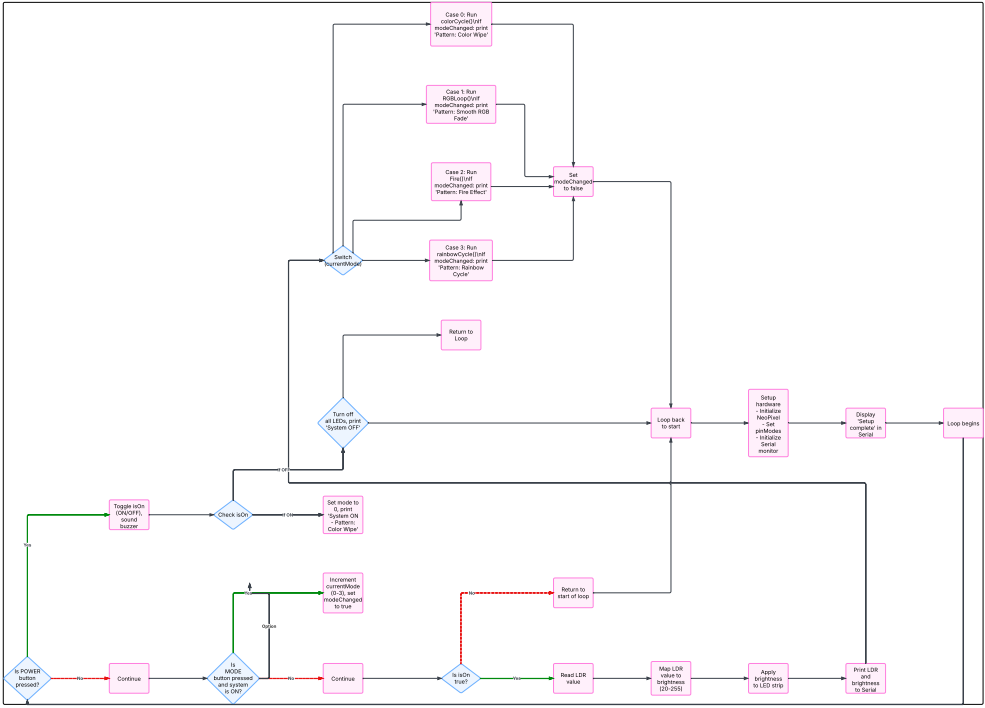 Case 0: Run
colorCycle()\nIf
modeChanged: print
'Pattern: Color Wipe'
Case 1: Run
RGBLoop()\nIf
modeChanged: print
'Pattern: Smooth RGB
Fade'
Case 2: Run
Fire()\nIf
modeChanged: print
'Pattern: Fire Effect'
Set
modeChanged
to false
Switch
(currentMode)
Case 3: Run
rainbowCycle()\nIf
modeChanged: print
'Pattern: Rainbow
Cycle'
Return to
Loop
Turn off
all LEDs, print
'System OFF'
Loop back
to start
Setup
hardware
- Initialize
NeoPixel
- Set
pinModes
- Initialize
Serial
monitor
Display
'Setup
complete' in
Serial
Loop begins
If OFF
Toggle isOn
(ON/OFF),
sound
buzzer
Check isOn
If ON
Set mode to
0, print
'System ON
- Pattern:
Color Wipe'
Yes
Increment
currentMode
(0-3), set
modeChanged
to true
Yes
Option
No
Return to
start of loop
Is POWER
button
pressed?
No
Continue
Is
MODE
button pressed
and system
is ON?
No
Continue
Is isOn
true?
Yes
Read LDR
value
Map LDR
value to
brightness
(20-255)
Apply
brightness
to LED strip
Print LDR
and
brightness
to Serial